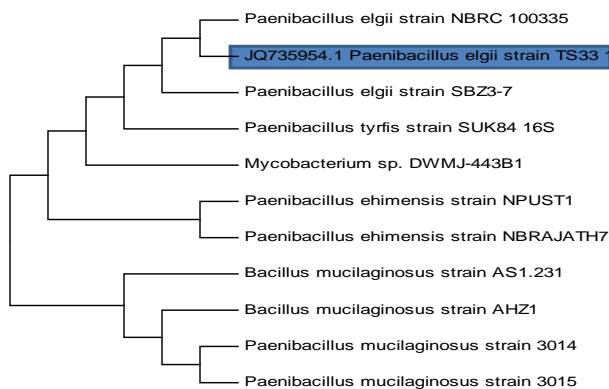 Paenibacillus elgii strain NBRC 100335
JQ735954.1 Paenibacillus elgii strain TS33 1
Paenibacillus elgii strain SBZ3-7
Paenibacillus tyrfis strain SUK84 16S
Mycobacterium sp. DWMJ-443B1
Paenibacillus ehimensis strain NPUST1
Paenibacillus ehimensis strain NBRAJATH7
Bacillus mucilaginosus strain AS1.231
Bacillus mucilaginosus strain AHZ1
Paenibacillus mucilaginosus strain 3014
Paenibacillus mucilaginosus strain 3015